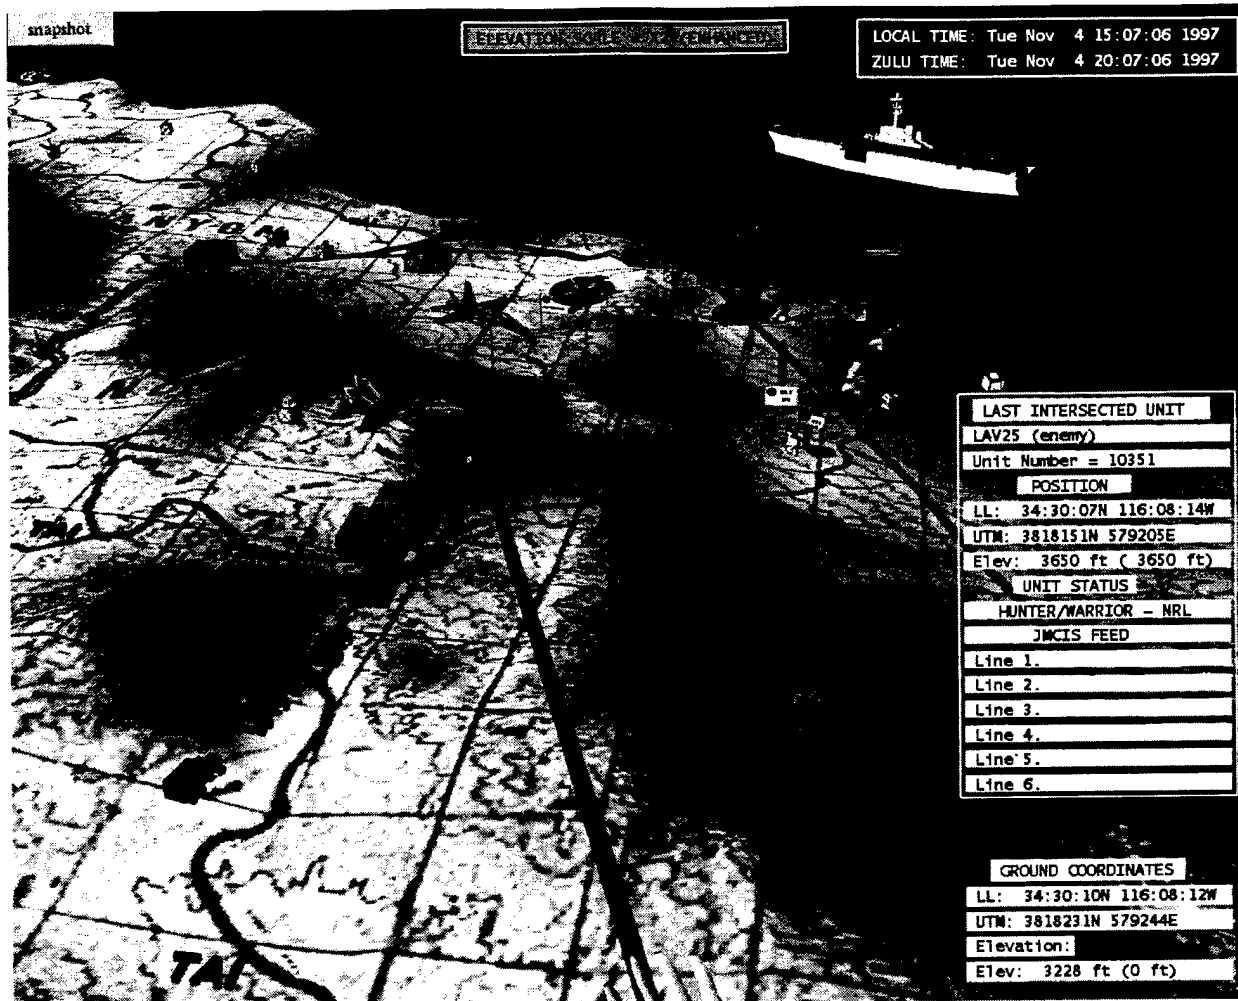 snapshot
ELEVATION SCALE (ENHANCED)
LOCAL TIME: Tue Nov 4 15:07:06 1997
ZULU TIME: Tue Nov 4 20:07:06 1997
LAST INTERSECTED UNIT
LAV25 (enemy)
Unit Number = 10351
POSITION
LL: 34:30:07N 116:08:14W
UTM: 3818151N 579205E
Elev: 3650 ft ( 3650 ft)
UNIT STATUS
HUNTER/WARRIOR - NRL
JMCIS FEED
Line 1.
Line 2.
Line 3.
Line 4.
Line 5.
Line 6.
GROUND COORDINATES
LL: 34:30:10N 116:08:12W
UTM: 3818231N 579244E
Elevation:
Elev: 3228 ft (0 ft)
TAI